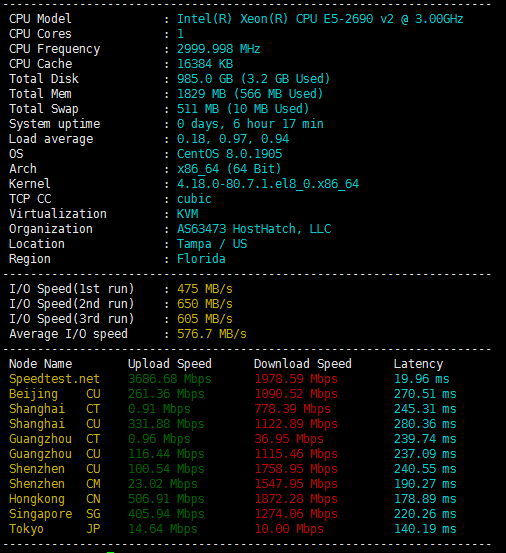 ----------------------------------------------------------------------
CPU Model : Intel(R) Xeon(R) CPU E5-2690 v2 @ 3.00GHz
CPU Cores : 1
CPU Frequency : 2999.998 MHz
CPU Cache : 16384 KB
Total Disk : 985.0 GB (3.2 GB Used)
Total Mem : 1829 MB (566 MB Used)
Total Swap : 511 MB (10 MB Used)
System uptime : 0 days, 6 hour 17 min
Load average : 0.18, 0.97, 0.94
OS : CentOS 8.0.1905
Arch : x86_64 (64 Bit)
Kernel : 4.18.0-80.7.1.el8_0.x86_64
TCP CC : cubic
Virtualization : KVM
Organization : AS63473 HostHatch, LLC
Location : Tampa / US
Region : Florida
----------------------------------------------------------------------
I/O Speed(1st run) : 475 MB/s
I/O Speed(2nd run) : 650 MB/s
I/O Speed(3rd run) : 605 MB/s
Average I/O speed : 576.7 MB/s
----------------------------------------------------------------------
Node Name Upload Speed Download Speed Latency
Speedtest.net 3686.68 Mbps 1978.59 Mbps 19.96 ms
Beijing CU 261.36 Mbps 1090.52 Mbps 270.51 ms
Shanghai CT 0.91 Mbps 778.39 Mbps 245.31 ms
Shanghai CU 331.88 Mbps 1122.89 Mbps 280.36 ms
Guangzhou CT 0.96 Mbps 36.95 Mbps 239.74 ms
Guangzhou CU 116.44 Mbps 1115.46 Mbps 237.09 ms
Shenzhen CU 100.54 Mbps 1758.95 Mbps 240.55 ms
Shenzhen CM 23.02 Mbps 1547.95 Mbps 190.27 ms
Hongkong CN 506.91 Mbps 1872.28 Mbps 178.89 ms
Singapore SG 405.94 Mbps 1274.06 Mbps 220.26 ms
Tokyo JP 14.64 Mbps 10.00 Mbps 140.19 ms
----------------------------------------------------------------------